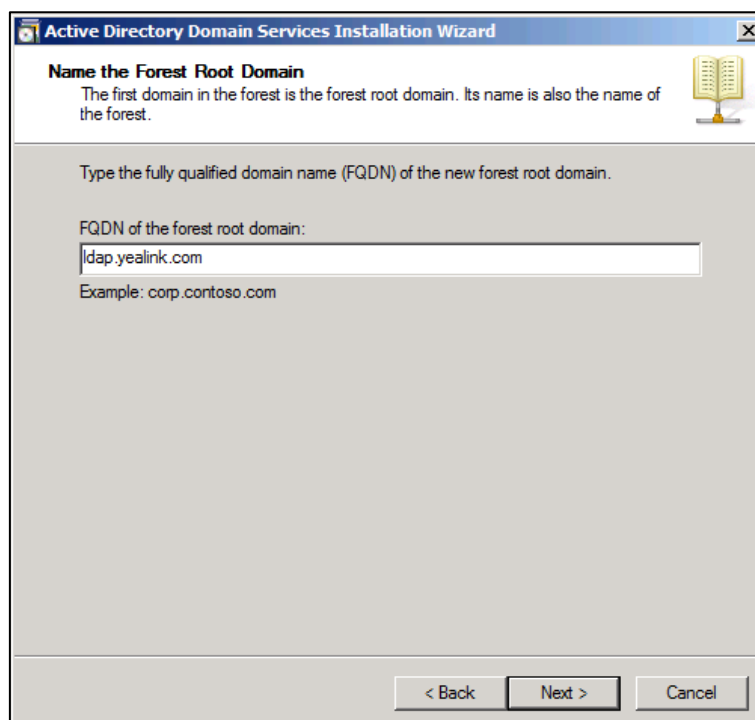 Active Directory Domain Services Installation Wizard
Name the Forest Root Domain
The first domain in the forest is the forest root domain. Its name is also the name of
the forest.
Type the fully qualified domain name (FQDN) of the new forest root domain.
FQDN of the forest root domain:
ldap.yealink.com
Example: corp.contoso.com
< Back Next > Cancel